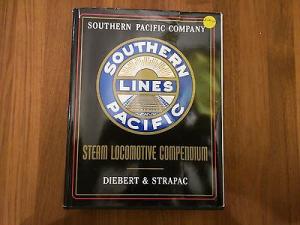 SOUTHERN PACIFIC COMPANY
SOUTHERN
LINES
PACIFIC
STEAM LOCOMOTIVE COMPENDIUM
DIEBERT & STRAPAC